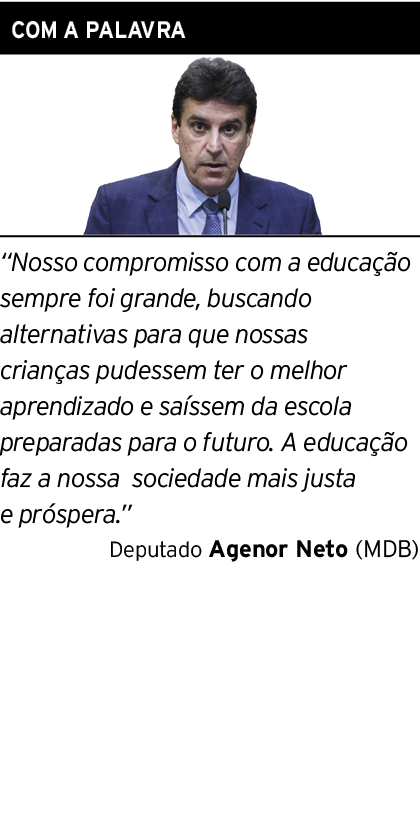 COM A PALAVRA
“Nosso compromisso com a educação
sempre foi grande, buscando
alternativas para que nossas
crianças pudessem ter o melhor
aprendizado e saíssem da escola
preparadas para o futuro. A educação
faz a nossa  sociedade mais justa
e próspera.”
Deputado Agenor Neto (MDB)